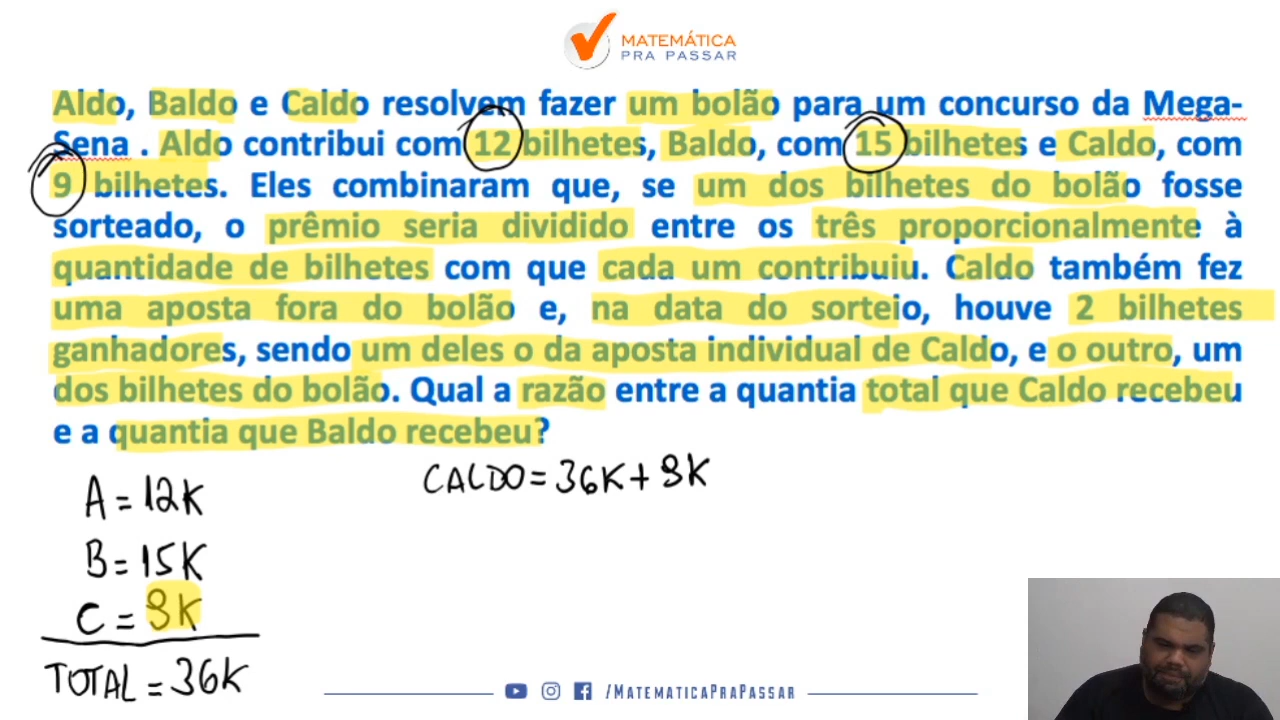 MATEMÁTICA
PRA PASSAR
Aldo, Baldo e Caldo resolvem fazer um bolão para um concurso da Mega-
Sena . Aldo contribui com 12 bilhetes, Baldo, com 15 bilhetes e Caldo, com
9 bilhetes. Eles combinaram que, se um dos bilhetes do bolão fosse
sorteado, o prêmio seria dividido entre os três proporcionalmente à
quantidade de bilhetes com que cada um contribuiu. Caldo também fez
uma aposta fora do bolão e, na data do sorteio, houve 2 bilhetes
ganhadores, sendo um deles o da aposta individual de Caldo, e o outro, um
dos bilhetes do bolão. Qual a razão entre a quantia total que Caldo recebeu
e a quantia que Baldo recebeu?
CALDO = 36K + 9K
A = 12K
B = 15K
C = 9K
TOTAL = 36K
/MATEMATICAPRAPASSAR